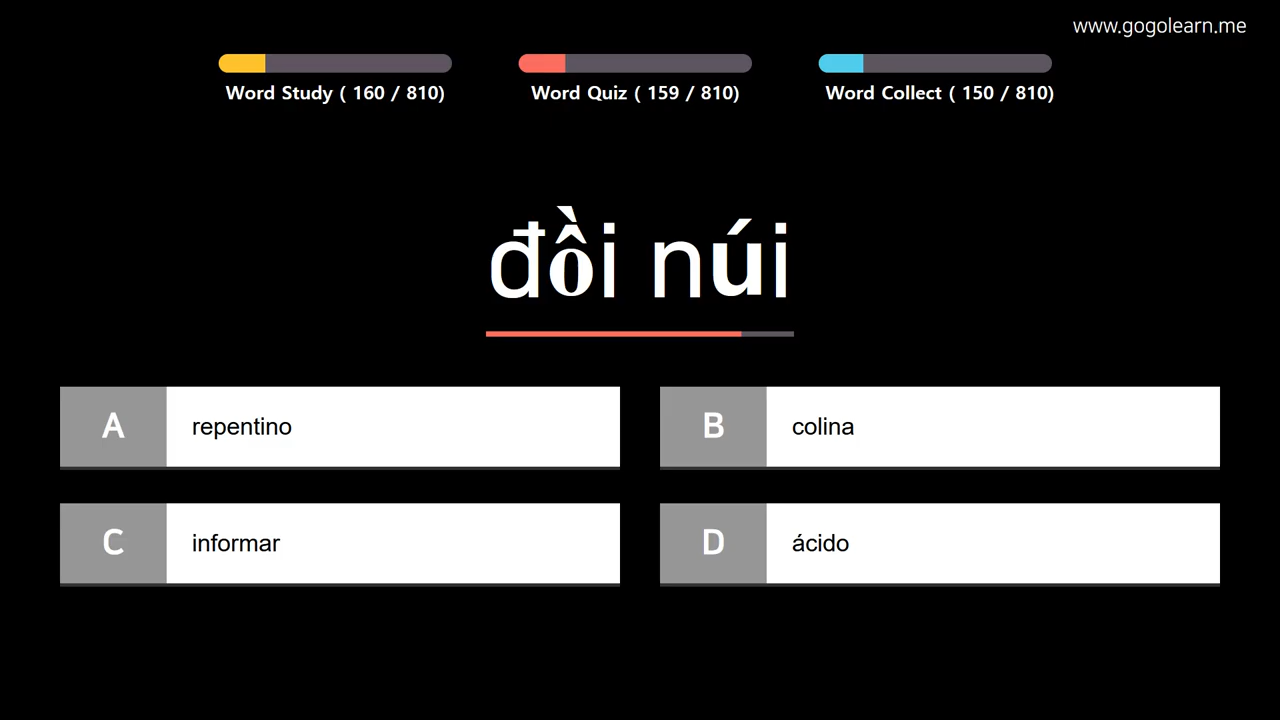 www.gogolearn.me
Word Study ( 160 / 810)
Word Quiz ( 159 / 810)
Word Collect ( 150 / 810)
đồi núi
A
repentino
B
colina
C
informar
D
ácido